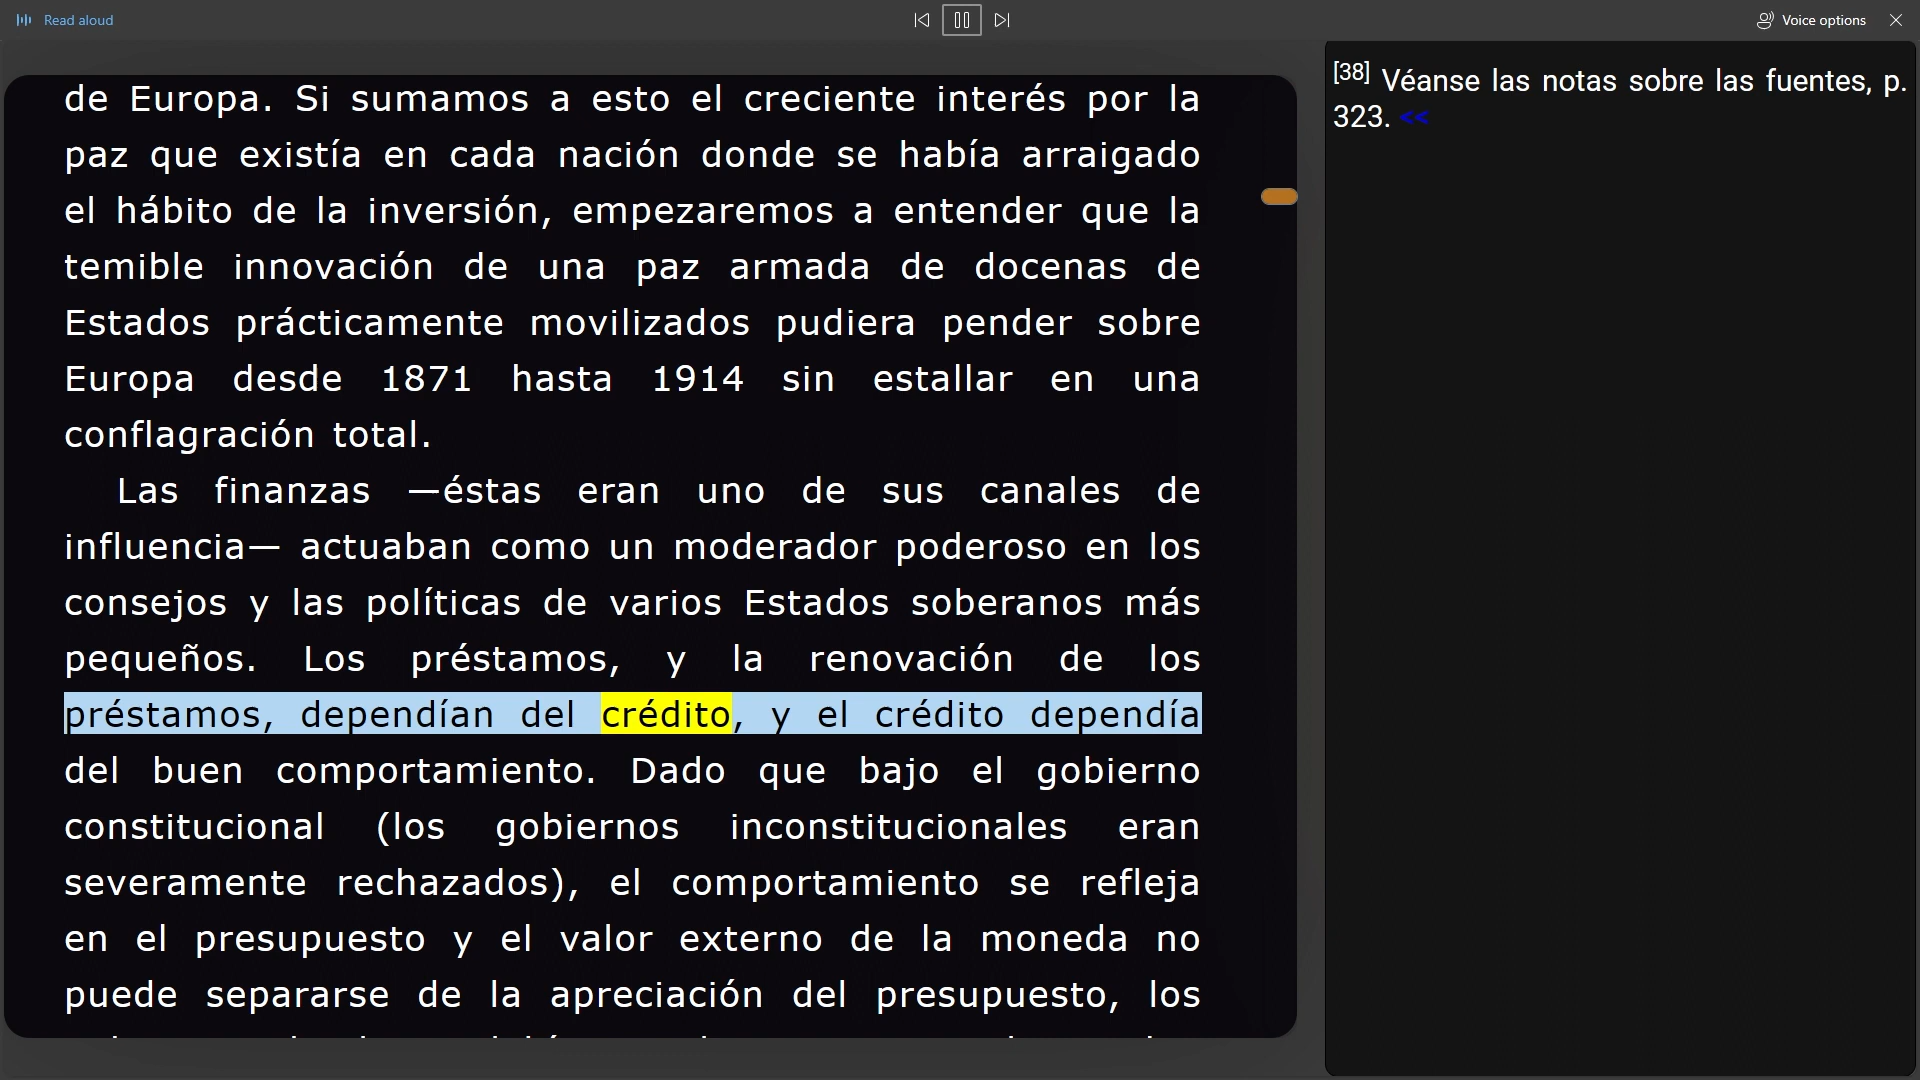 Read aloud
Voice options
de Europa. Si sumamos a esto el creciente interés por la
paz que existía en cada nación donde se había arraigado
el hábito de la inversión, empezaremos a entender que la
temible innovación de una paz armada de docenas de
Estados prácticamente movilizados pudiera pender sobre
Europa desde 1871 hasta 1914 sin estallar en una
conflagración total.
Las finanzas —éstas eran uno de sus canales de
influencia— actuaban como un moderador poderoso en los
consejos y las políticas de varios Estados soberanos más
pequeños. Los préstamos, y la renovación de los
préstamos, dependían del crédito, y el crédito dependía
del buen comportamiento. Dado que bajo el gobierno
constitucional (los gobiernos inconstitucionales eran
severamente rechazados), el comportamiento se refleja
en el presupuesto y el valor externo de la moneda no
puede separarse de la apreciación del presupuesto, los
[38] Véanse las notas sobre las fuentes, p.
323. <<